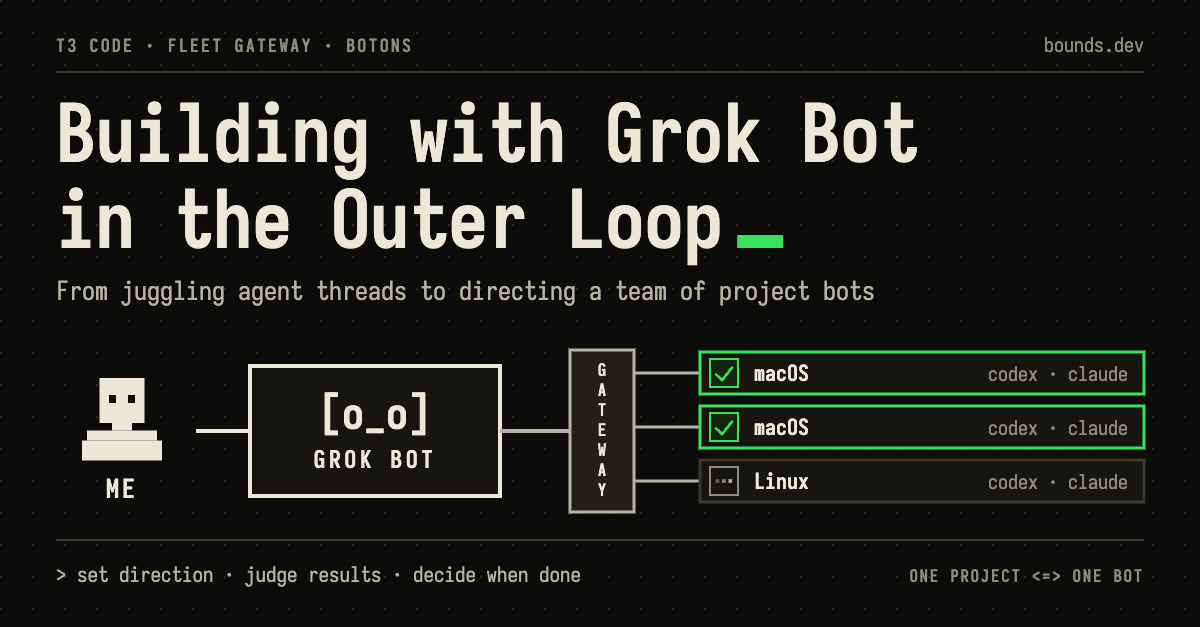 T3 CODE · FLEET GATEWAY · BOTONS
bounds.dev
Building with Grok Bot
in the Outer Loop_
From juggling agent threads to directing a team of project bots
ME
[o_o]
GROK BOT
GATEWAY
macOS codex · claude
macOS codex · claude
Linux codex · claude
> set direction · judge results · decide when done
ONE PROJECT <=> ONE BOT